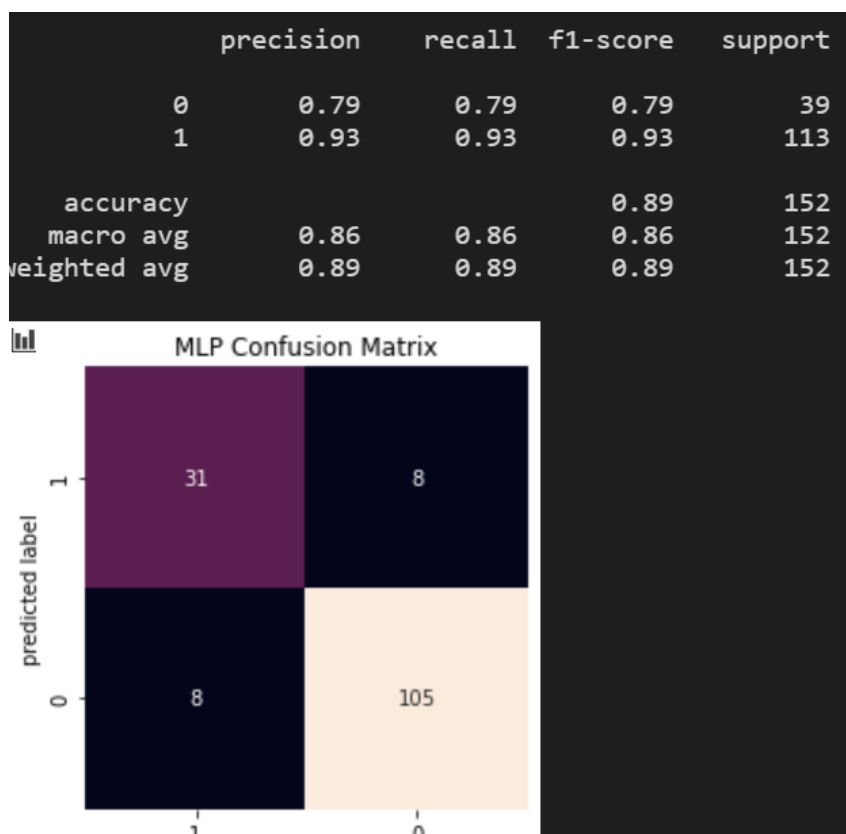 precision recall f1-score support
0 0.79 0.79 0.79 39
1 0.93 0.93 0.93 113
accuracy 0.89 152
macro avg 0.86 0.86 0.86 152
weighted avg 0.89 0.89 0.89 152
MLP Confusion Matrix
predicted label
1
31 8
0
8 105
1 0